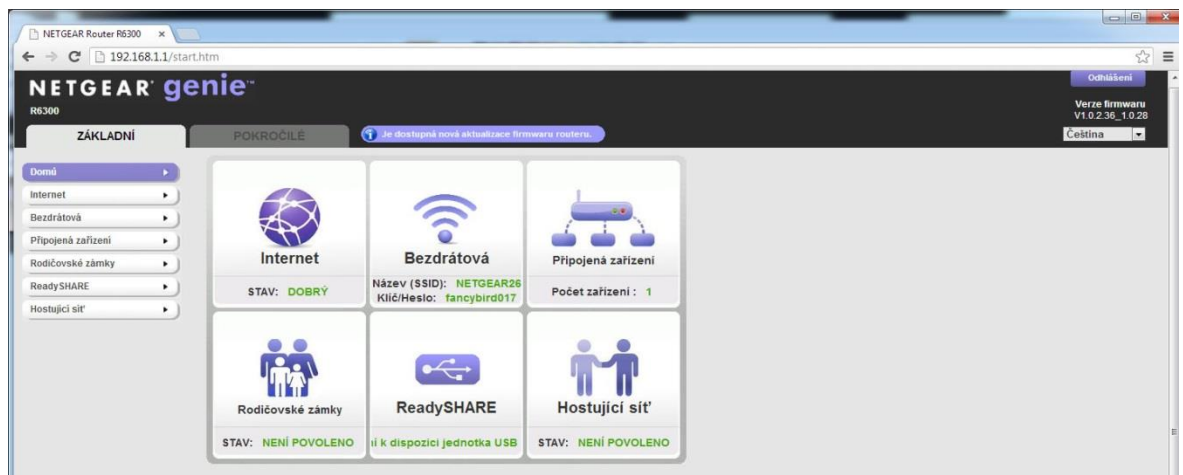 NETGEAR Router R6300
192.168.1.1/start.htm
NETGEAR® genie™
Odhlášení
R6300
Verze firmwaru
V1.0.2.36_1.0.28
ZÁKLADNÍ
POKROČILÉ
Je dostupná nová aktualizace firmwaru routeru.
Čeština
Domů
Internet
Bezdrátová
Připojená zařízení
Rodičovské zámky
ReadySHARE
Hostující síť
Internet
STAV: DOBRÝ
Bezdrátová
Název (SSID): NETGEAR26
Klíč/Heslo: fancybird017
Připojená zařízení
Počet zařízení : 1
Rodičovské zámky
STAV: NENÍ POVOLENO
ReadySHARE
k dispozici jednotka USB
Hostující síť
STAV: NENÍ POVOLENO